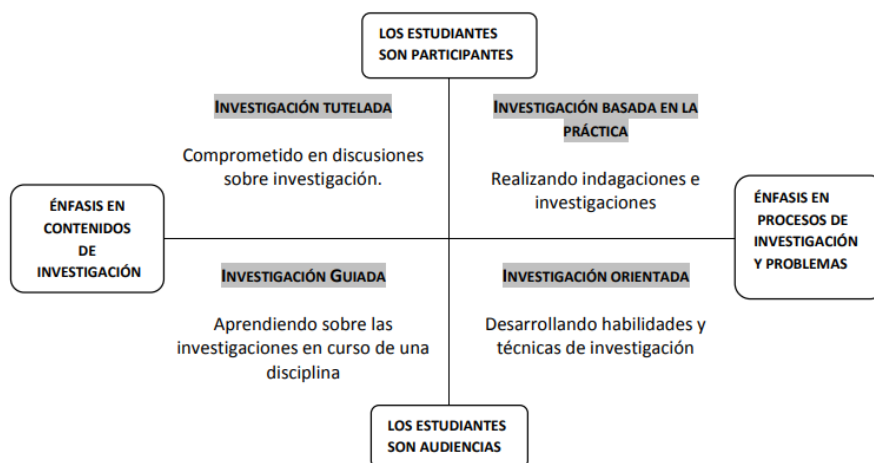 LOS ESTUDIANTES
SON PARTICIPANTES
INVESTIGACIÓN TUTELADA
Comprometido en discusiones
sobre investigación.
INVESTIGACIÓN BASADA EN LA
PRÁCTICA
Realizando indagaciones e
investigaciones
ÉNFASIS EN
CONTENIDOS
DE
INVESTIGACIÓN
ÉNFASIS EN
PROCESOS DE
INVESTIGACIÓN
Y PROBLEMAS
INVESTIGACIÓN GUIADA
Aprendiendo sobre las
investigaciones en curso de una
disciplina
INVESTIGACIÓN ORIENTADA
Desarrollando habilidades y
técnicas de investigación
LOS ESTUDIANTES
SON AUDIENCIAS